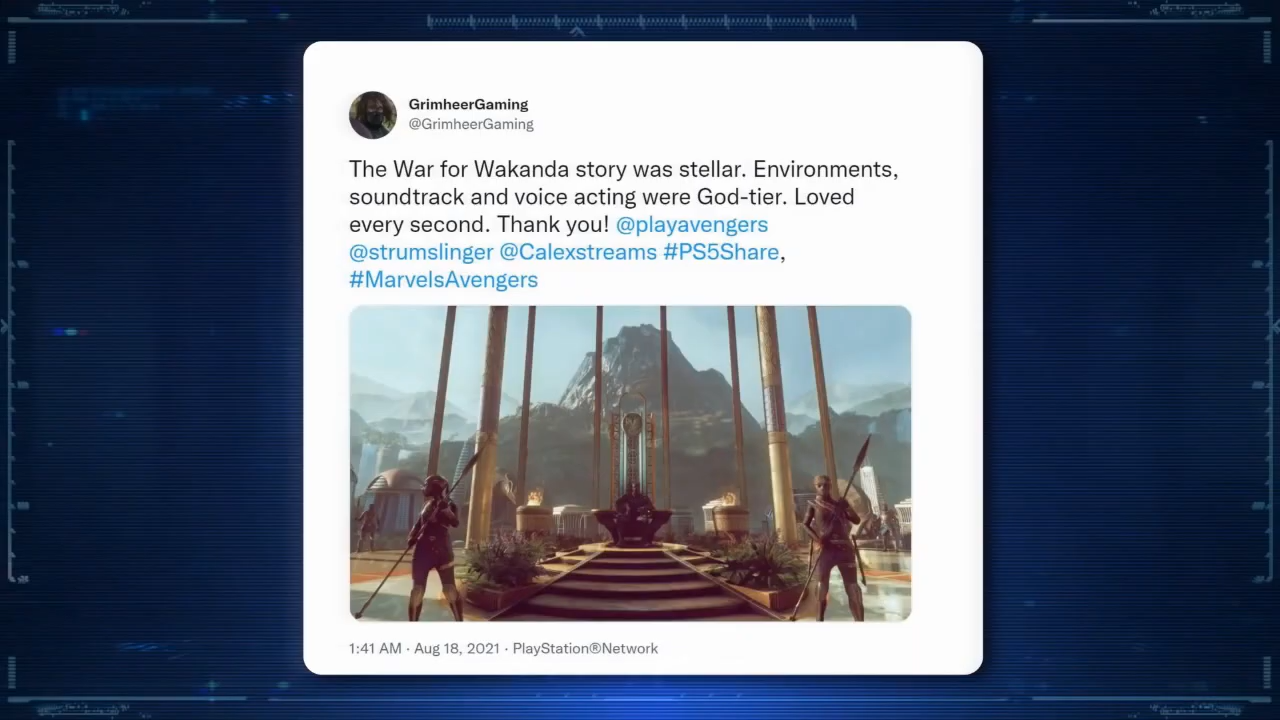 GrimheerGaming
@GrimheerGaming
The War for Wakanda story was stellar. Environments,
soundtrack and voice acting were God-tier. Loved
every second. Thank you! @playavengers
@strumslinger @Calexstreams #PS5Share,
#MarvelsAvengers
1:41 AM · Aug 18, 2021 · PlayStation®Network